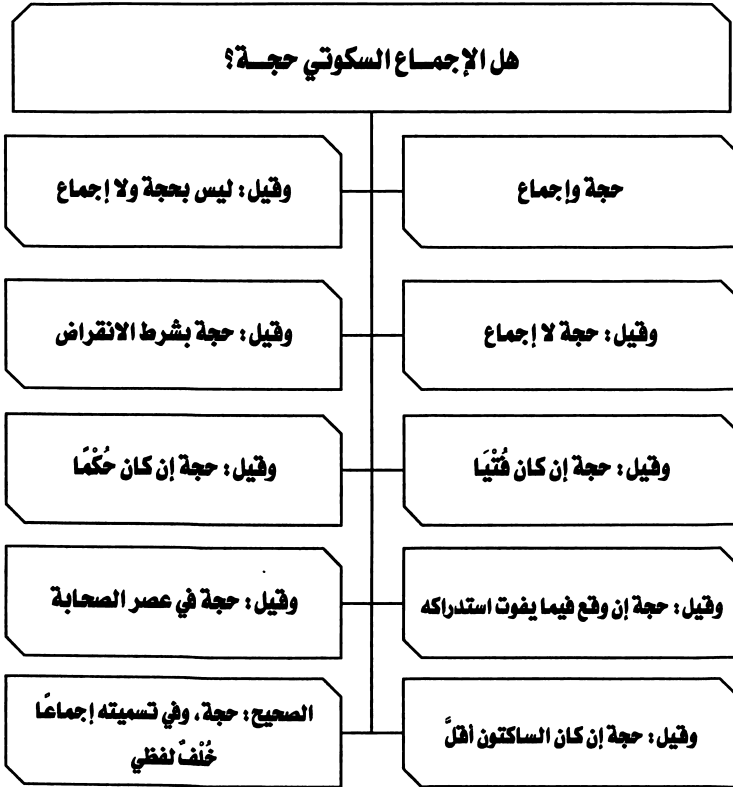 هل الإجماع السكوتي حجة؟
حجة وإجماع
وقيل: ليس بحجة ولا إجماع
وقيل: حجة لا إجماع
وقيل: حجة بشرط الانقراض
وقيل: حجة إن كان فُتْيَا
وقيل: حجة إن كان حُكْمًا
وقيل: حجة إن وقع فيما يفوت استدراكه
وقيل: حجة في عصر الصحابة
وقيل: حجة إن كان الساكتون أقلَّ
الصحيح: حجة، وفي تسميته إجماعًا
خُلْفٌ لفظي